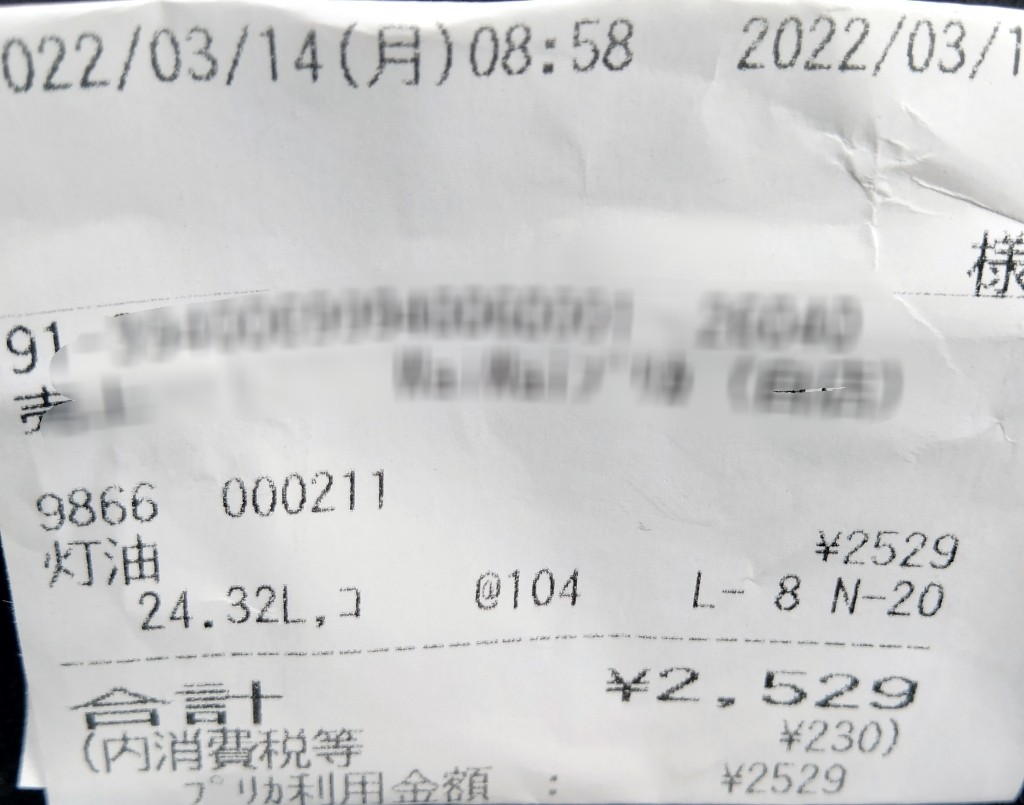 022/03/14(月)08:58 2022/03/1
様
91
売
9866 000211
灯油 ¥2529
24.32L,コ @104 L- 8 N-20
合計 ¥2,529
(内消費税等 ¥230)
プリカ利用金額 : ¥2529